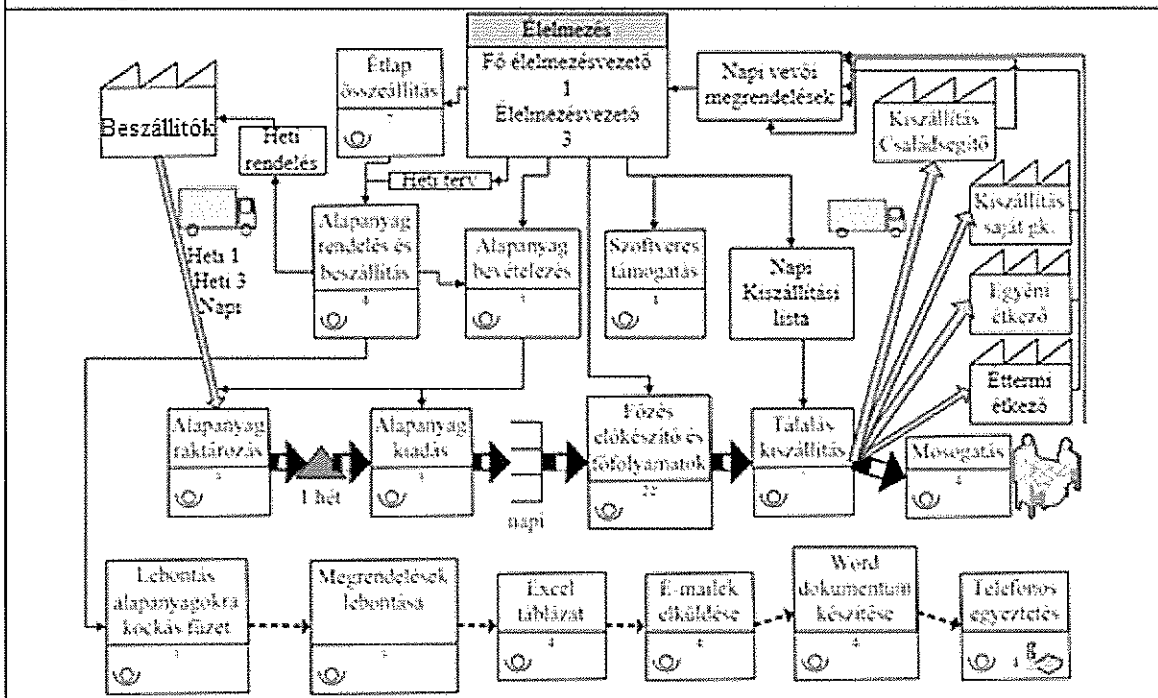 Élelmezés
Fő élelmezésvezető
1
Élelmezésvezető
3
Étlap
összeállítás
Napi vevői
megrendelések
Beszállítók
Heti
rendelés
Heti terv
Kiszállítás
Családsegítő
Kiszállítás
saját gk.
Egyéni
étkező
Éttermi
étkező
Heti 1
Heti 3
Napi
Alapanyag
rendelés és
beszállítás
4
Alapanyag
bevételezés
Szoftveres
támogatás
Napi
Kiszállítási
lista
Alapanyag
raktározás
1 hét
Alapanyag
kiadás
napi
Főzés
előkészítő és
főfolyamatok
Tálalás
kiszállítás
Mosogatás
4
Lebontás
alapanyagokra
kockás füzet
Megrendelések
lebontása
Excel
táblázat
4
E-mailek
elküldése
4
Word
dokumentum
készítése
4
Telefonos
egyeztetés
4